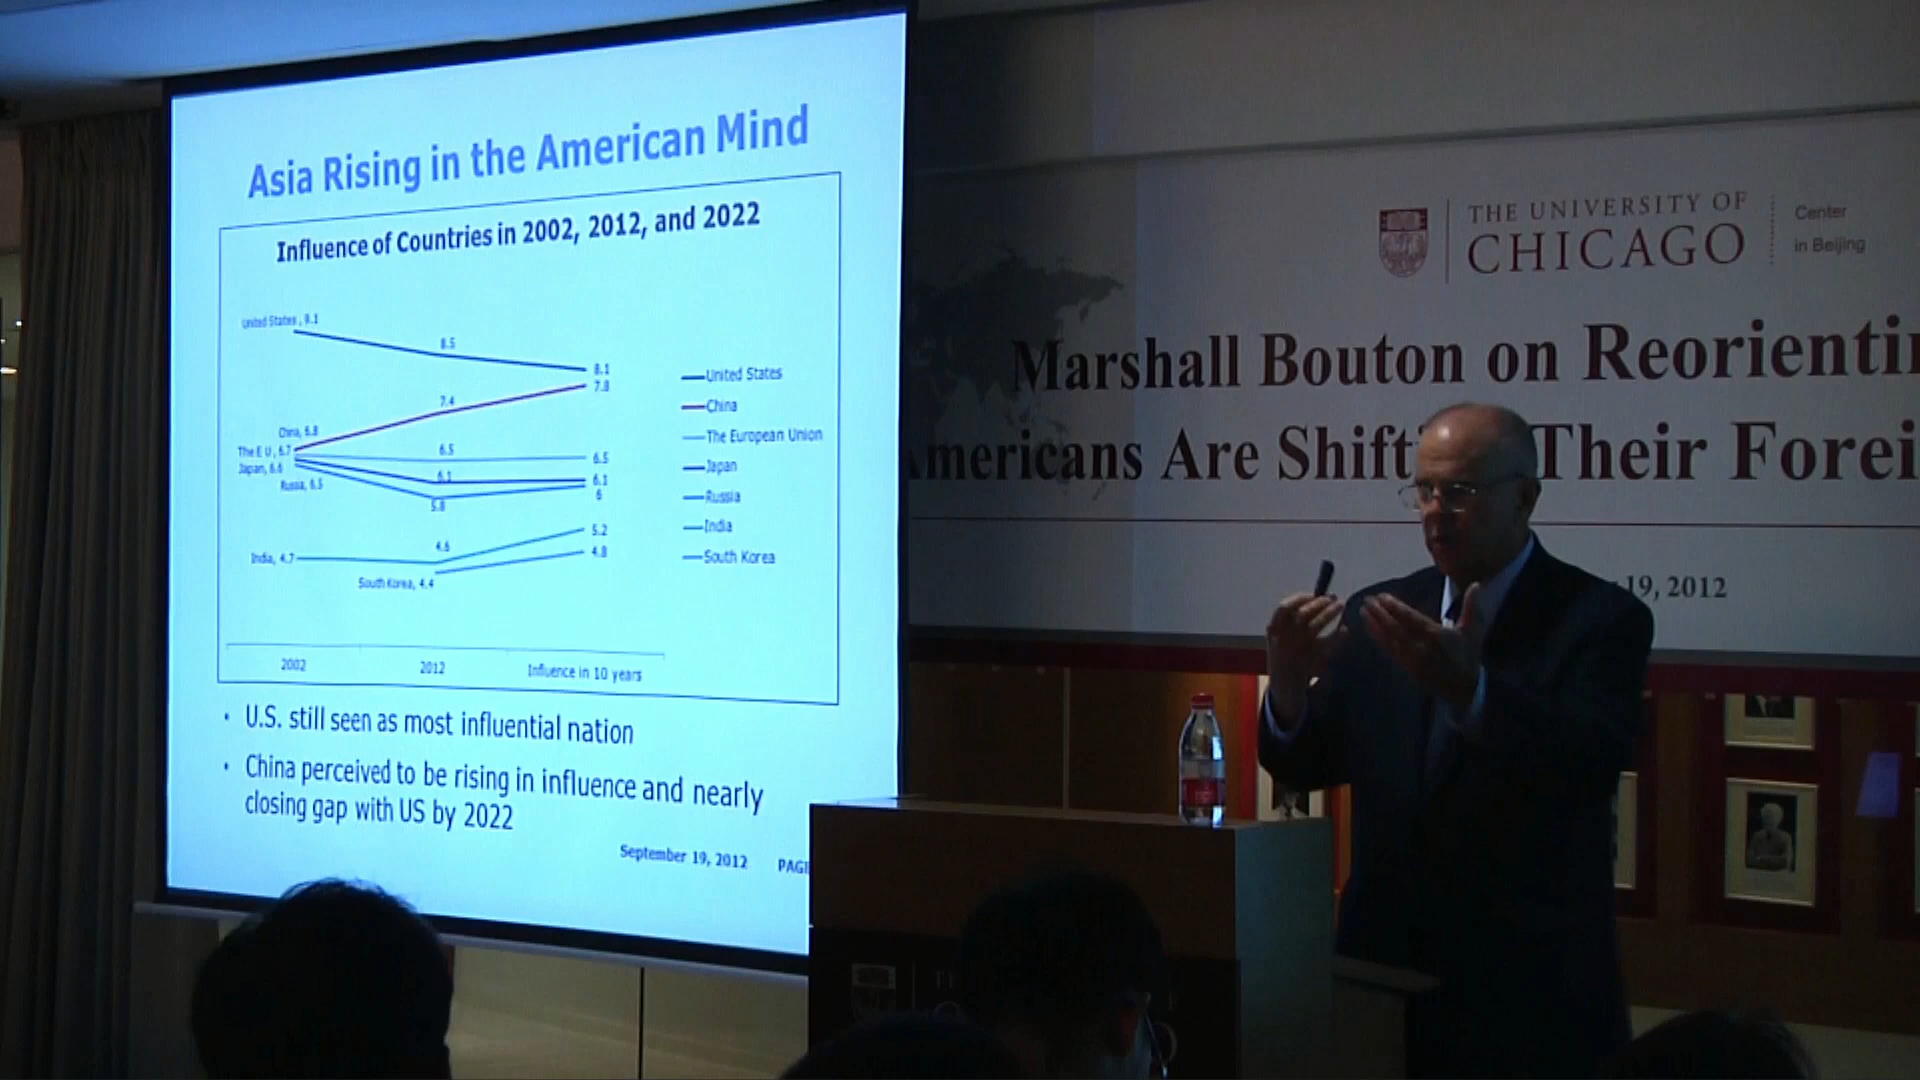 Asia Rising in the American Mind
Influence of Countries in 2002, 2012, and 2022
United States, 9.1
8.5
8.1
7.8
7.4
China, 6.8
The E U, 6.7
Japan, 6.6
Russia, 6.5
6.5
6.5
6.1
6.1
5.8
6
India, 4.7
4.6
5.2
4.8
South Korea, 4.4
United States
China
The European Union
Japan
Russia
India
South Korea
2002
2012
Influence in 10 years
• U.S. still seen as most influential nation
• China perceived to be rising in influence and nearly
closing gap with US by 2022
September 19, 2012 PAG
THE UNIVERSITY OF
CHICAGO
Center
in Beijing
Marshall Bouton on Reorienti
mericans Are Shift Their Forei
19, 2012